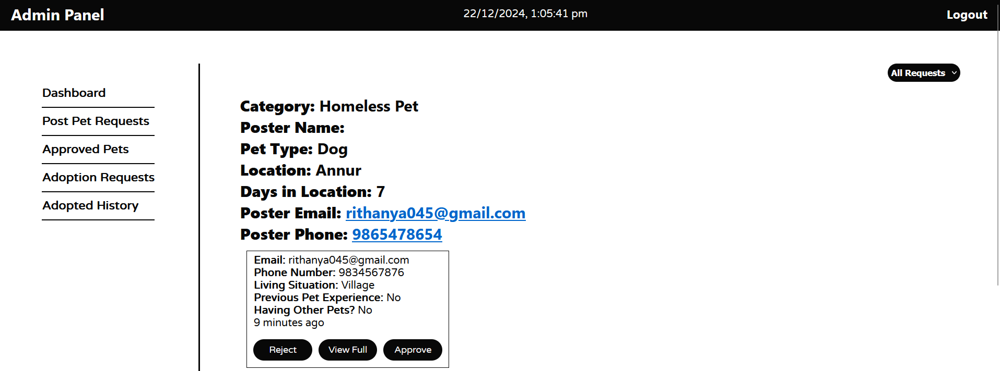 Admin Panel
22/12/2024, 1:05:41 pm
Logout
All Requests
Dashboard
Post Pet Requests
Approved Pets
Adoption Requests
Adopted History
Category: Homeless Pet
Poster Name:
Pet Type: Dog
Location: Annur
Days in Location: 7
Poster Email: rithanya045@gmail.com
Poster Phone: 9865478654
Email: rithanya045@gmail.com
Phone Number: 9834567876
Living Situation: Village
Previous Pet Experience: No
Having Other Pets? No
9 minutes ago
Reject
View Full
Approve